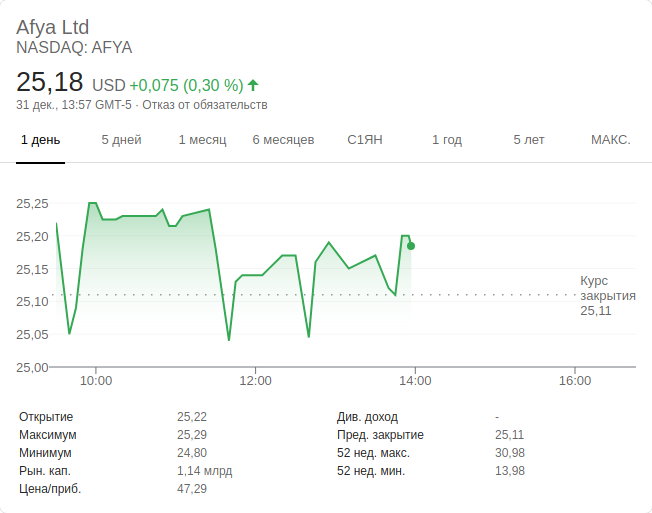 Afya Ltd
NASDAQ: AFYA
25,18 USD +0,075 (0,30 %)
31 дек., 13:57 GMT-5 · Отказ от обязательств
1 день 5 дней 1 месяц 6 месяцев С1ЯН 1 год 5 лет МАКС.
25,25
25,20
25,15
25,10
25,05
25,00
Курс
закрытия
25,11
10:00 12:00 14:00 16:00
Открытие 25,22 Див. доход -
Максимум 25,29 Пред. закрытие 25,11
Минимум 24,80 52 нед. макс. 30,98
Рын. кап. 1,14 млрд 52 нед. мин. 13,98
Цена/приб. 47,29